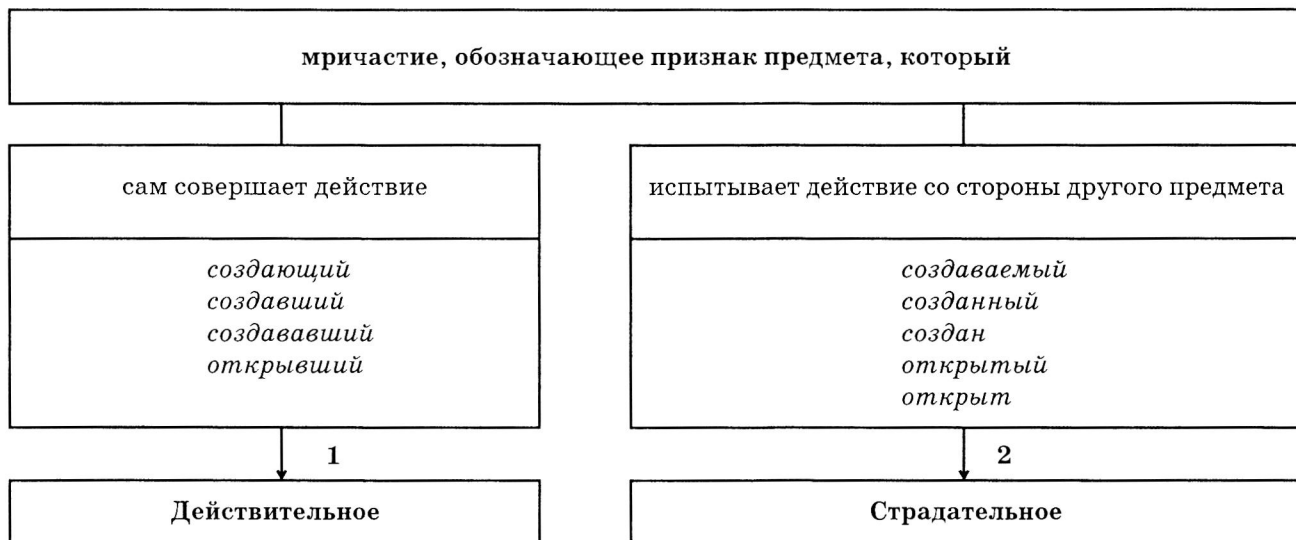 мричастие, обозначающее признак предмета, который
сам совершает действие
создающий
создавший
создававший
открывший
1
Действительное
испытывает действие со стороны другого предмета
создаваемый
созданный
создан
открытый
открыт
2
Страдательное